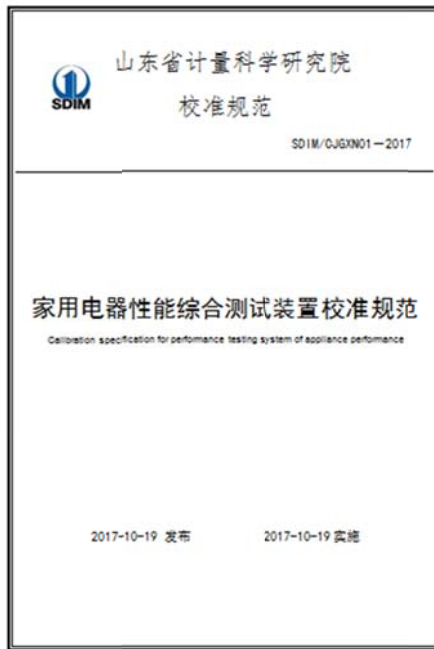 山东省计量科学研究院
SDIM
校准规范
SDIM/CJGXN01－2017
家用电器性能综合测试装置校准规范
Calibration specification for performance testing system of appliance performance
2017-10-19 发布 2017-10-19实施